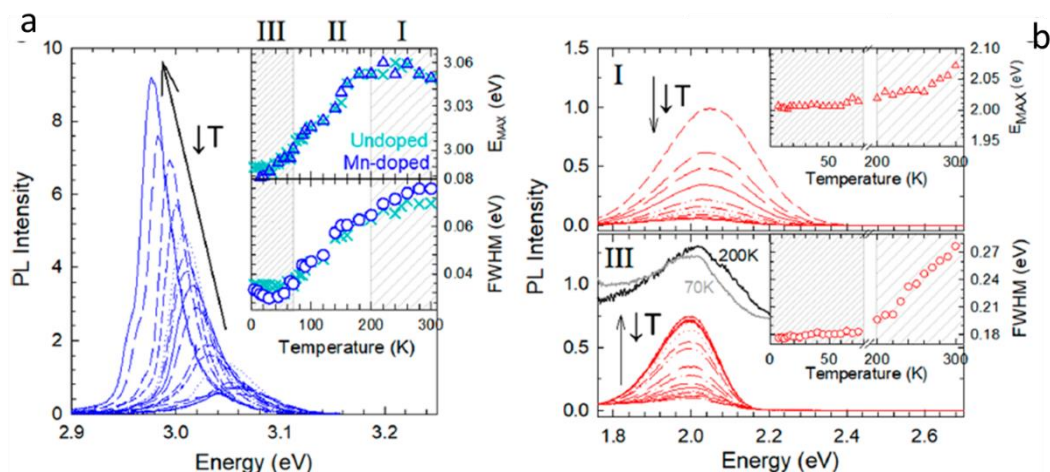 a
III II I
10
8
6
4
2
0
PL Intensity
↓T
3.06
3.05
3.00
0.08
E_MAX (eV)
Undoped
Mn-doped
0.06
0.04
FWHM (eV)
0 100 200 300
Temperature (K)
2.9 3.0 3.1 3.2
Energy (eV)
b
1.5
1.0
0.5
0.0
PL Intensity
I
↓↓T
2.10
2.05
2.00
1.95
E_MAX (eV)
50 200 300
Temperature (K)
III
200K
70K
1.0
0.5
0.0
PL Intensity
↑↓T
0.27
0.24
0.21
0.18
FWHM (eV)
0 50 200 300
Temperature (K)
1.8 2.0 2.2 2.4 2.6
Energy (eV)